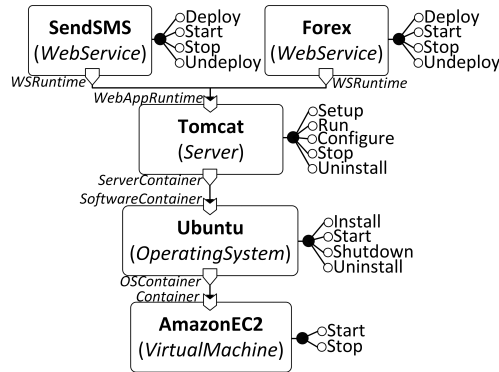 SendSMS
(WebService)
Deploy
Start
Stop
Undeploy
Forex
(WebService)
Deploy
Start
Stop
Undeploy
WSRuntime
WSRuntime
WebAppRuntime
Tomcat
(Server)
Setup
Run
Configure
Stop
Uninstall
ServerContainer
SoftwareContainer
Ubuntu
(OperatingSystem)
Install
Start
Shutdown
Uninstall
OSContainer
Container
AmazonEC2
(VirtualMachine)
Start
Stop